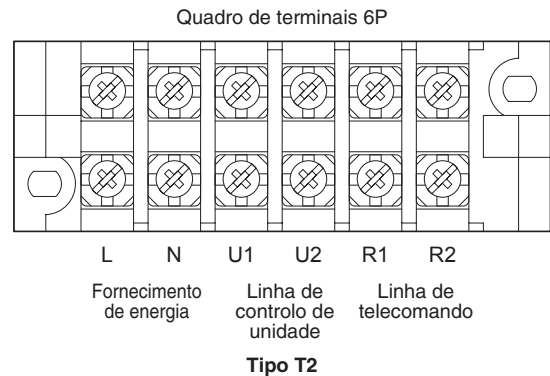 Quadro de terminais 6P
L N U1 U2 R1 R2
Fornecimento de energia
Linha de controlo de unidade
Linha de telecomando
Tipo T2